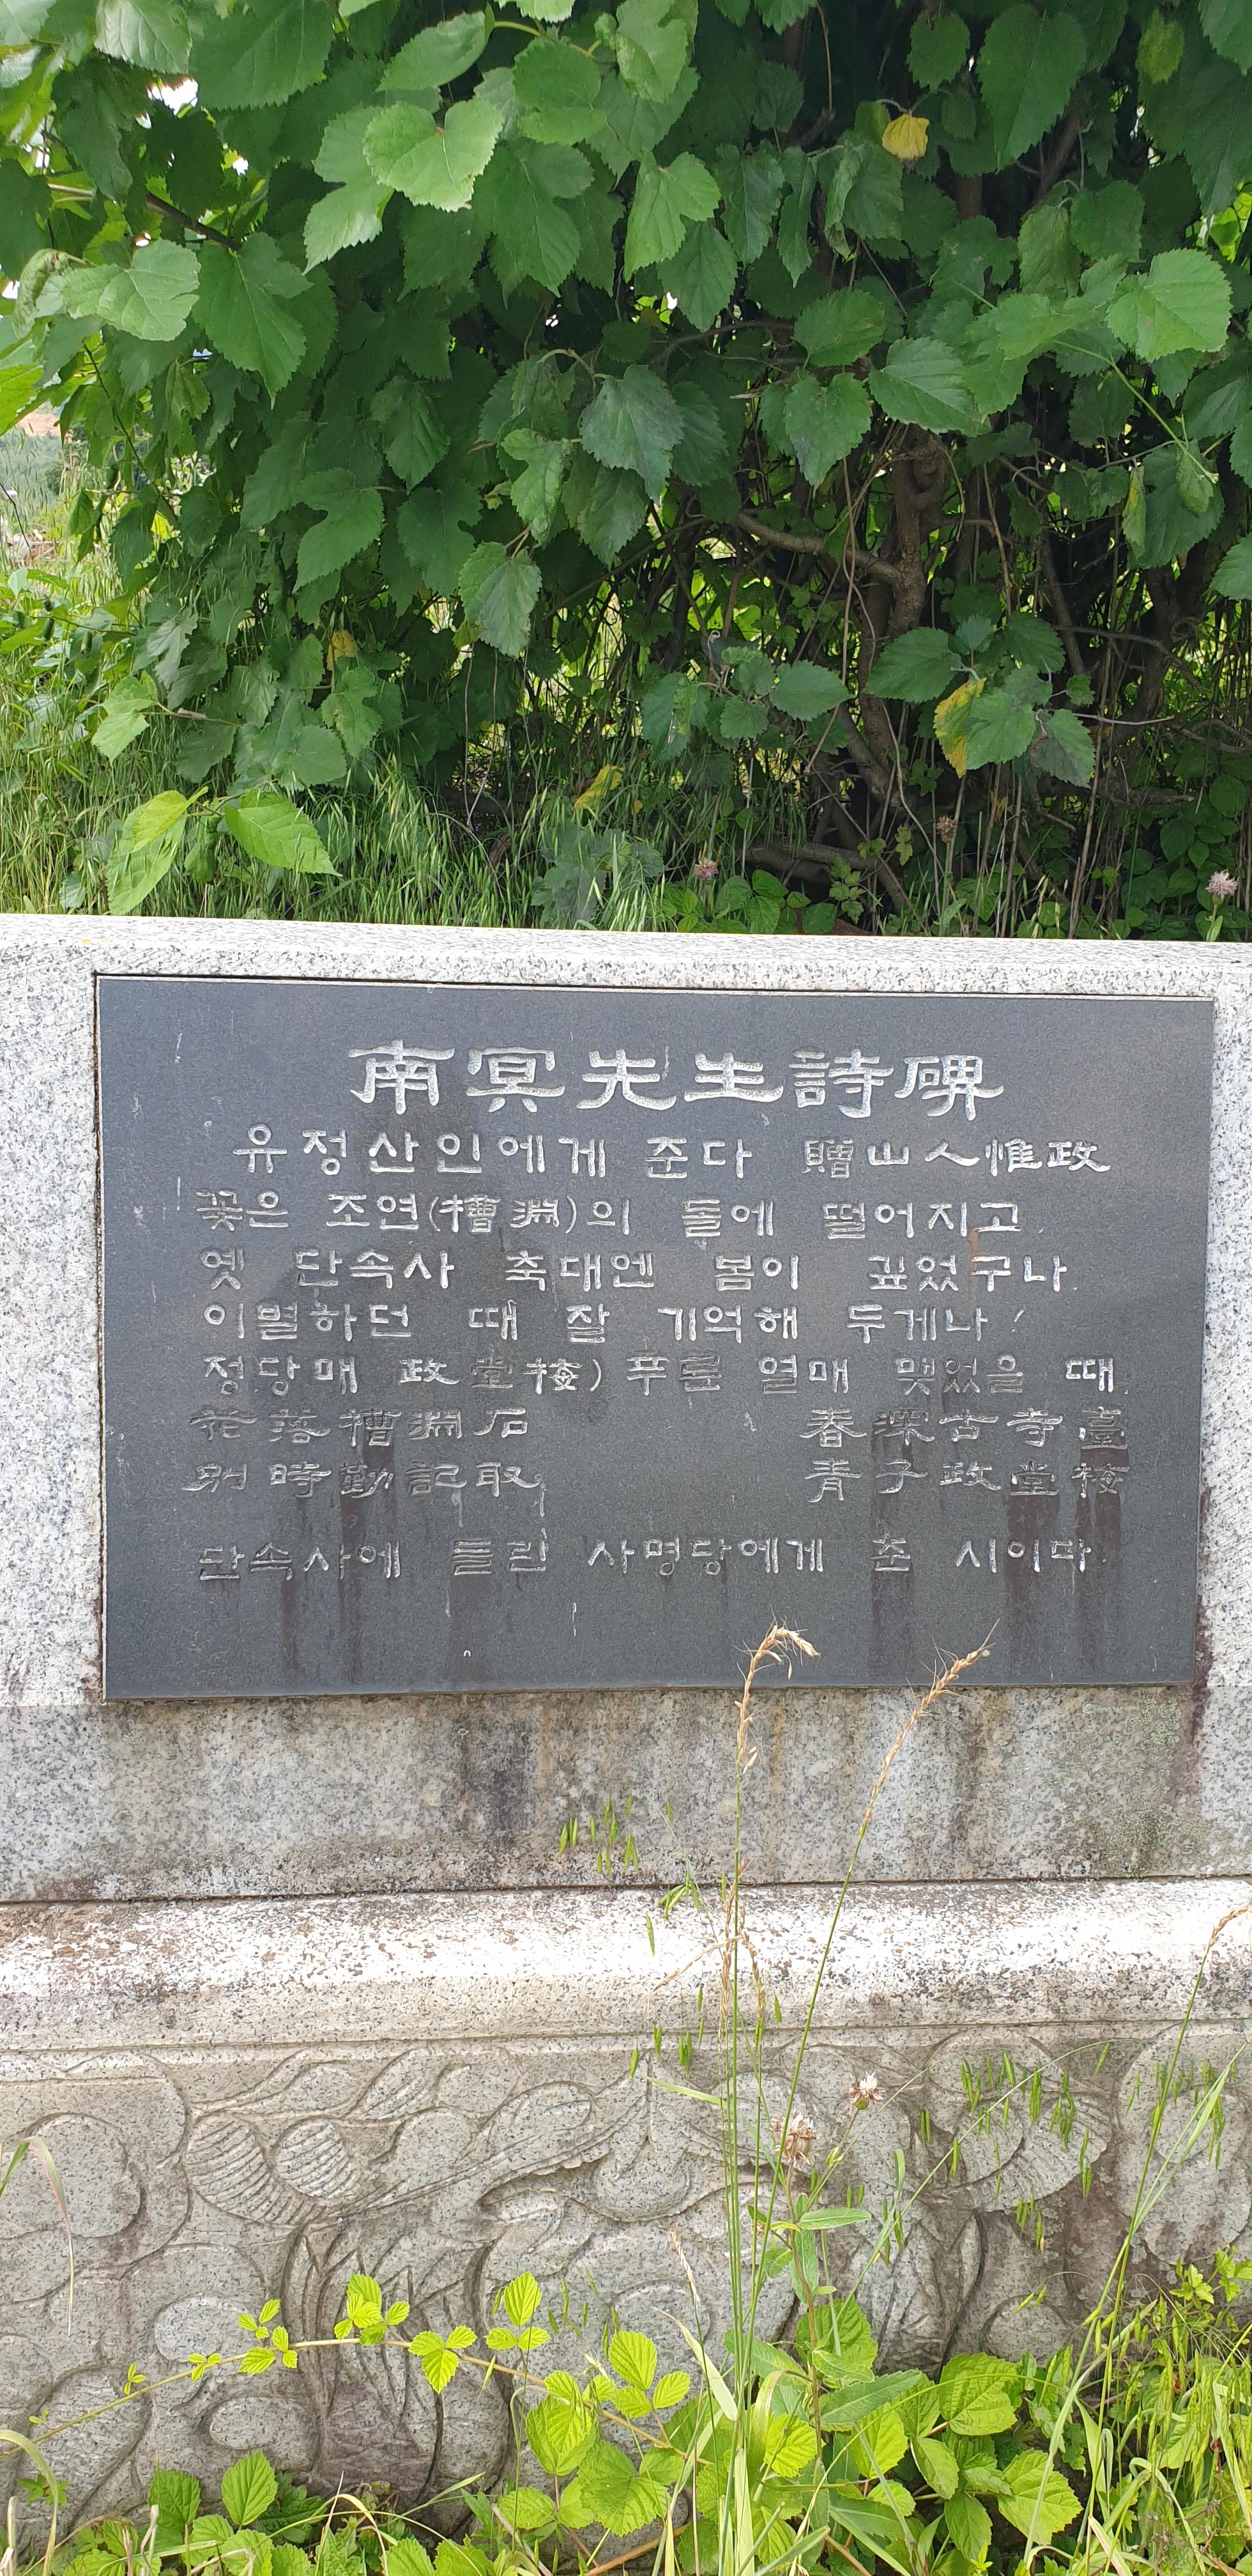 南冥先生詩碑
유정산인에게 준다 贈山人惟政
꽃은 조연(槽淵)의 돌에 떨어지고
옛 단속사 축대엔 봄이 깊었구나
이별하던 때 잘 기억해 두게나!
정당매 政堂梅) 푸른 열매 맺었을 때
花落槽淵石 春深古寺臺
別時勤記取 青子政堂梅
단속사에 들린 사명당에게 준 시이다